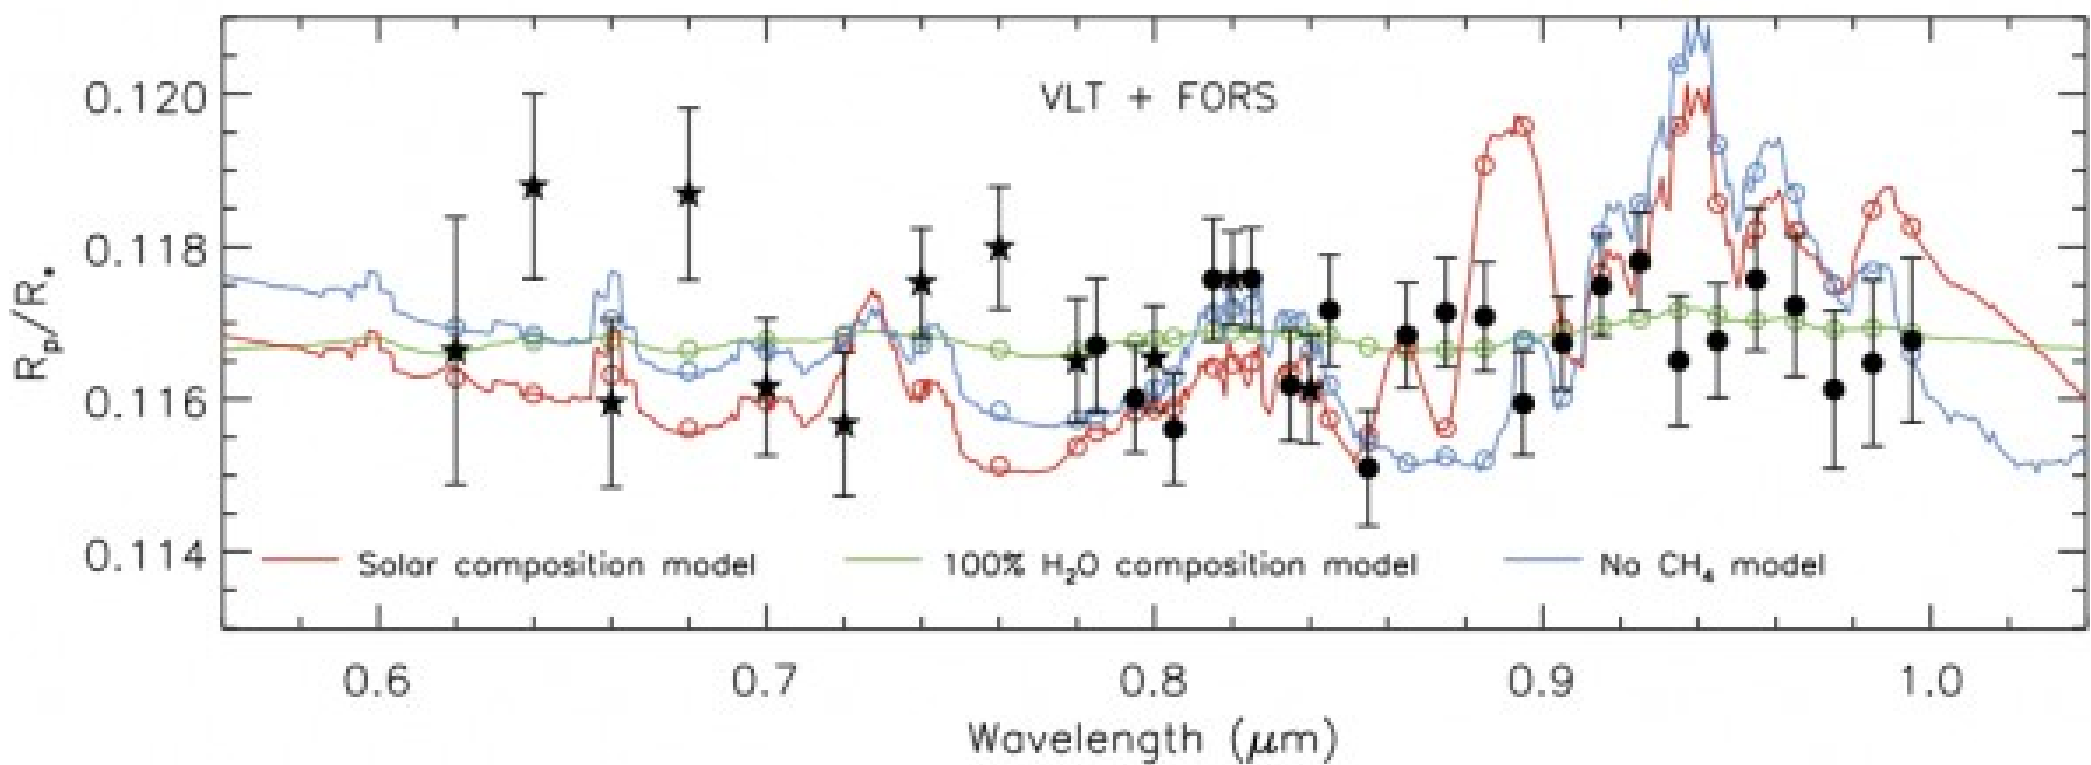 VLT + FORS
0.120
0.118
0.116
0.114
Rp/R*
Solar composition model
100% H₂O composition model
No CH₄ model
0.6 0.7 0.8 0.9 1.0
Wavelength (μm)